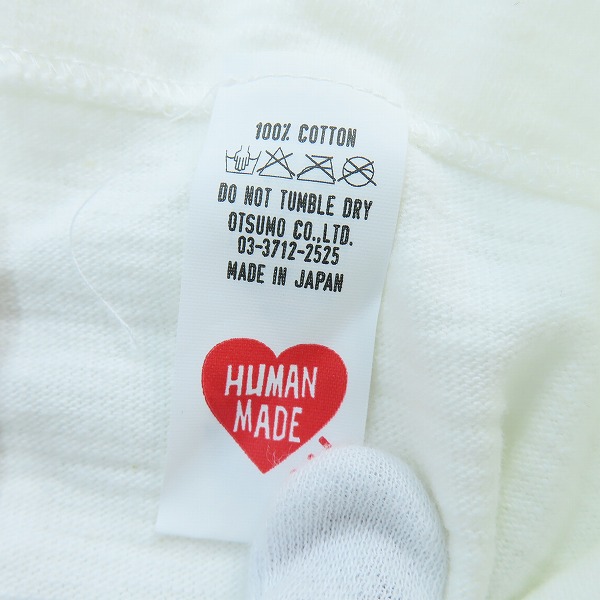 100% COTTON
DO NOT TUMBLE DRY
OTSUMO CO.,LTD.
03-3712-2525
MADE IN JAPAN
HUMAN
MADE